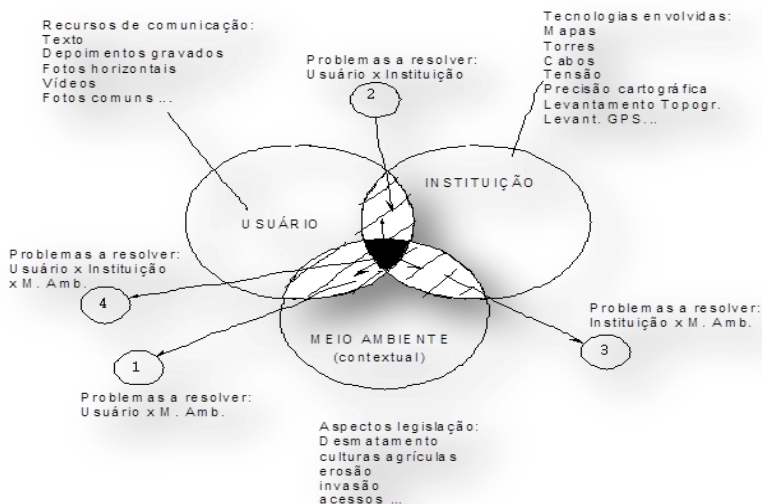 Recursos de comunicação:
Texto
Depoimentos gravados
Fotos horizontais
Vídeos
Fotos comuns ...
Problemas a resolver:
Usuário x Instituição
2
Tecnologias envolvidas:
Mapas
Torres
Cabos
Tensão
Precisão cartográfica
Levantamento Topogr.
Levant. GPS...
INSTITUIÇÃO
USUÁRIO
Problemas a resolver:
Usuário x Instituição
x M. Amb.
4
MEIO AMBIENTE
(contextual)
Problemas a resolver:
Instituição x M. Amb.
3
1
Problemas a resolver:
Usuário x M. Amb.
Aspectos legislação:
Desmatamento
culturas agrículas
erosão
invasão
acessos ...